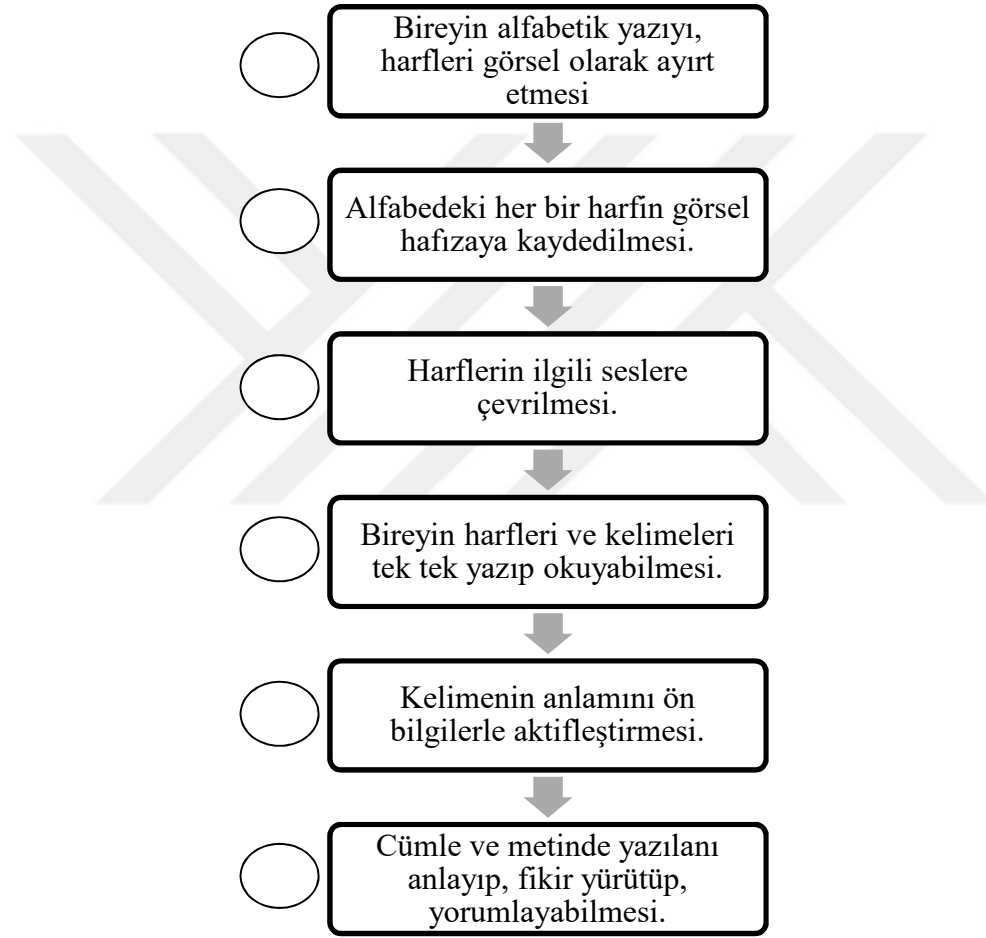 Bireyin alfabetik yazıyı,
harfleri görsel olarak ayırt
etmesi
Alfabedeki her bir harfin görsel
hafızaya kaydedilmesi.
Harflerin ilgili seslere
çevrilmesi.
Bireyin harfleri ve kelimeleri
tek tek yazıp okuyabilmesi.
Kelimenin anlamını ön
bilgilerle aktifleştirmesi.
Cümle ve metinde yazılanı
anlayıp, fikir yürütüp,
yorumlayabilmesi.